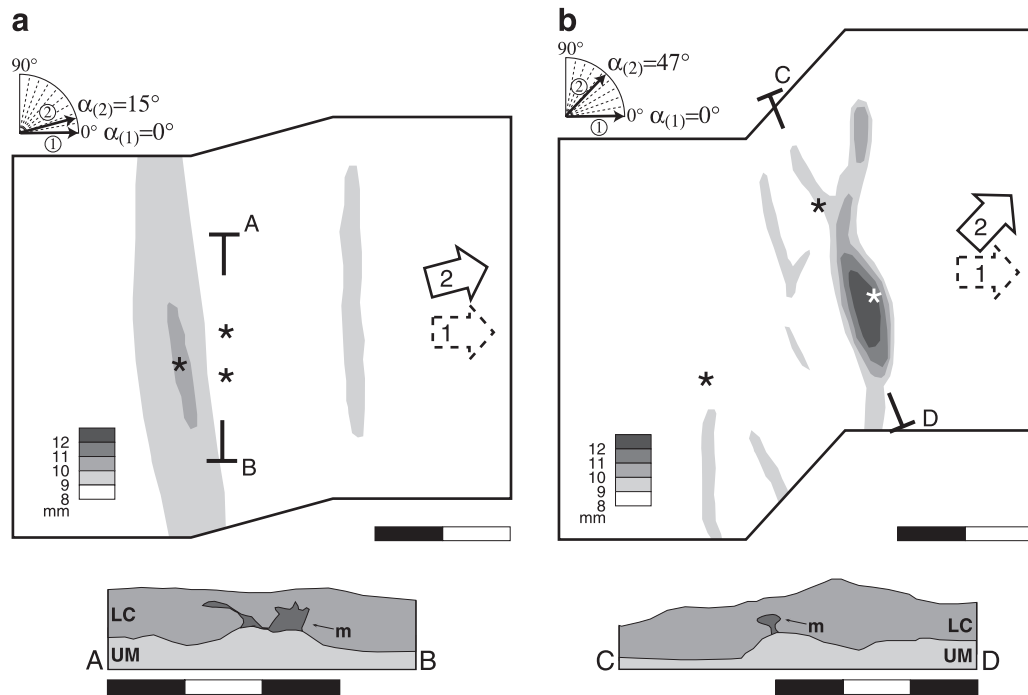 a
90°
α(2)=15°
②
0° α(1)=0°
①
A
2
1
*
*
*
B
12
11
10
9
8
mm
LC
m
UM
A
B
b
90°
α(2)=47°
②
0° α(1)=0°
①
C
2
1
*
*
*
D
12
11
10
9
8
mm
m
LC
UM
C
D